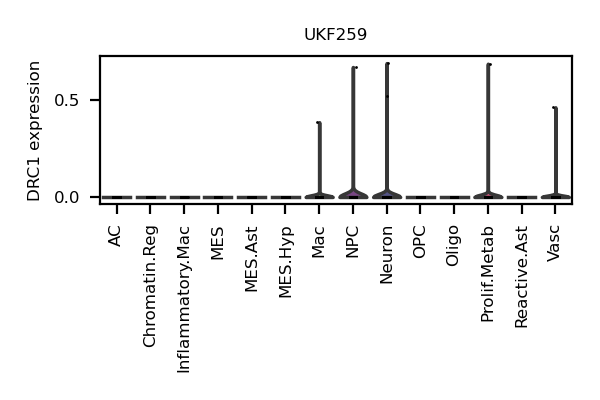 UKF259
DRC1 expression
0.5
0.0
AC
Chromatin.Reg
Inflammatory.Mac
MES
MES.Ast
MES.Hyp
Mac
NPC
Neuron
OPC
Oligo
Prolif.Metab
Reactive.Ast
Vasc